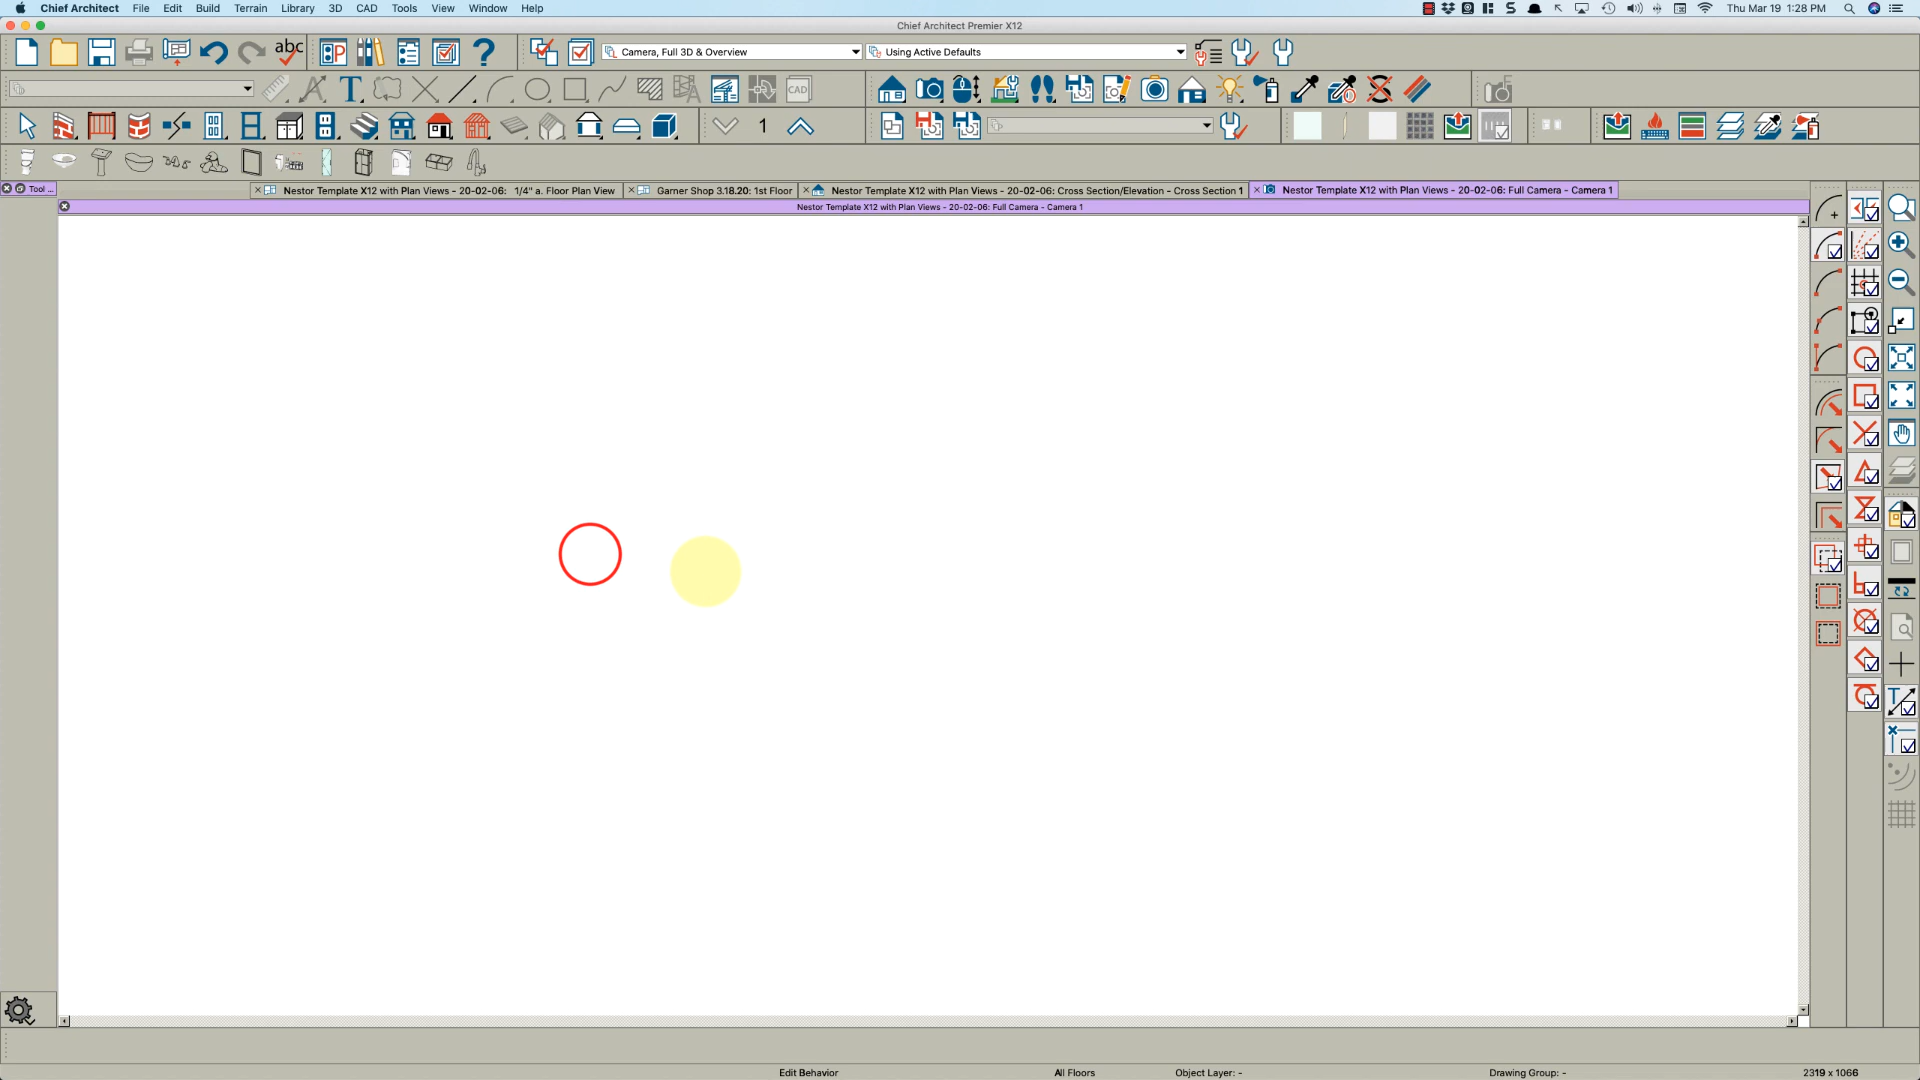 Chief Architect File Edit Build Terrain Library 3D CAD Tools View Window Help Thu Mar 19 1:28 PM
Chief Architect Premier X12
abc Camera, Full 3D & Overview Using Active Defaults
T CAD
1
Tool ... Nestor Template X12 with Plan Views - 20-02-06: 1/4" a. Floor Plan View Garner Shop 3.18.20: 1st Floor Nestor Template X12 with Plan Views - 20-02-06: Cross Section/Elevation - Cross Section 1 Nestor Template X12 with Plan Views - 20-02-06: Full Camera - Camera 1
Nestor Template X12 with Plan Views - 20-02-06: Full Camera - Camera 1
Edit Behavior All Floors Object Layer: - Drawing Group: - 2319 x 1066